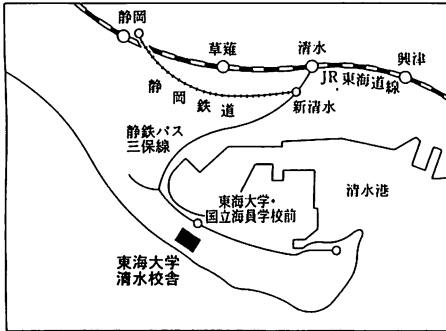 静岡
草薙
清水
興津
JR東海道線
静岡鉄道
新清水
静鉄バス
三保線
東海大学・
国立海員学校前
清水港
東海大学
清水校舎